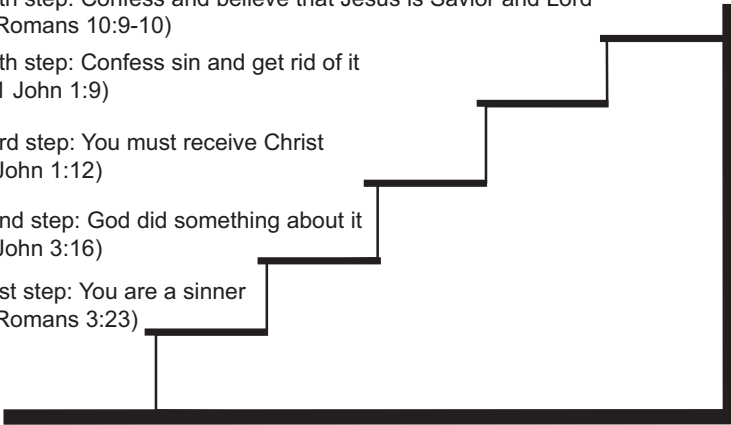 th step: Confess and believe that Jesus is Savior and Lord
Romans 10:9-10)
th step: Confess sin and get rid of it
1 John 1:9)
rd step: You must receive Christ
John 1:12)
nd step: God did something about it
John 3:16)
st step: You are a sinner
Romans 3:23)